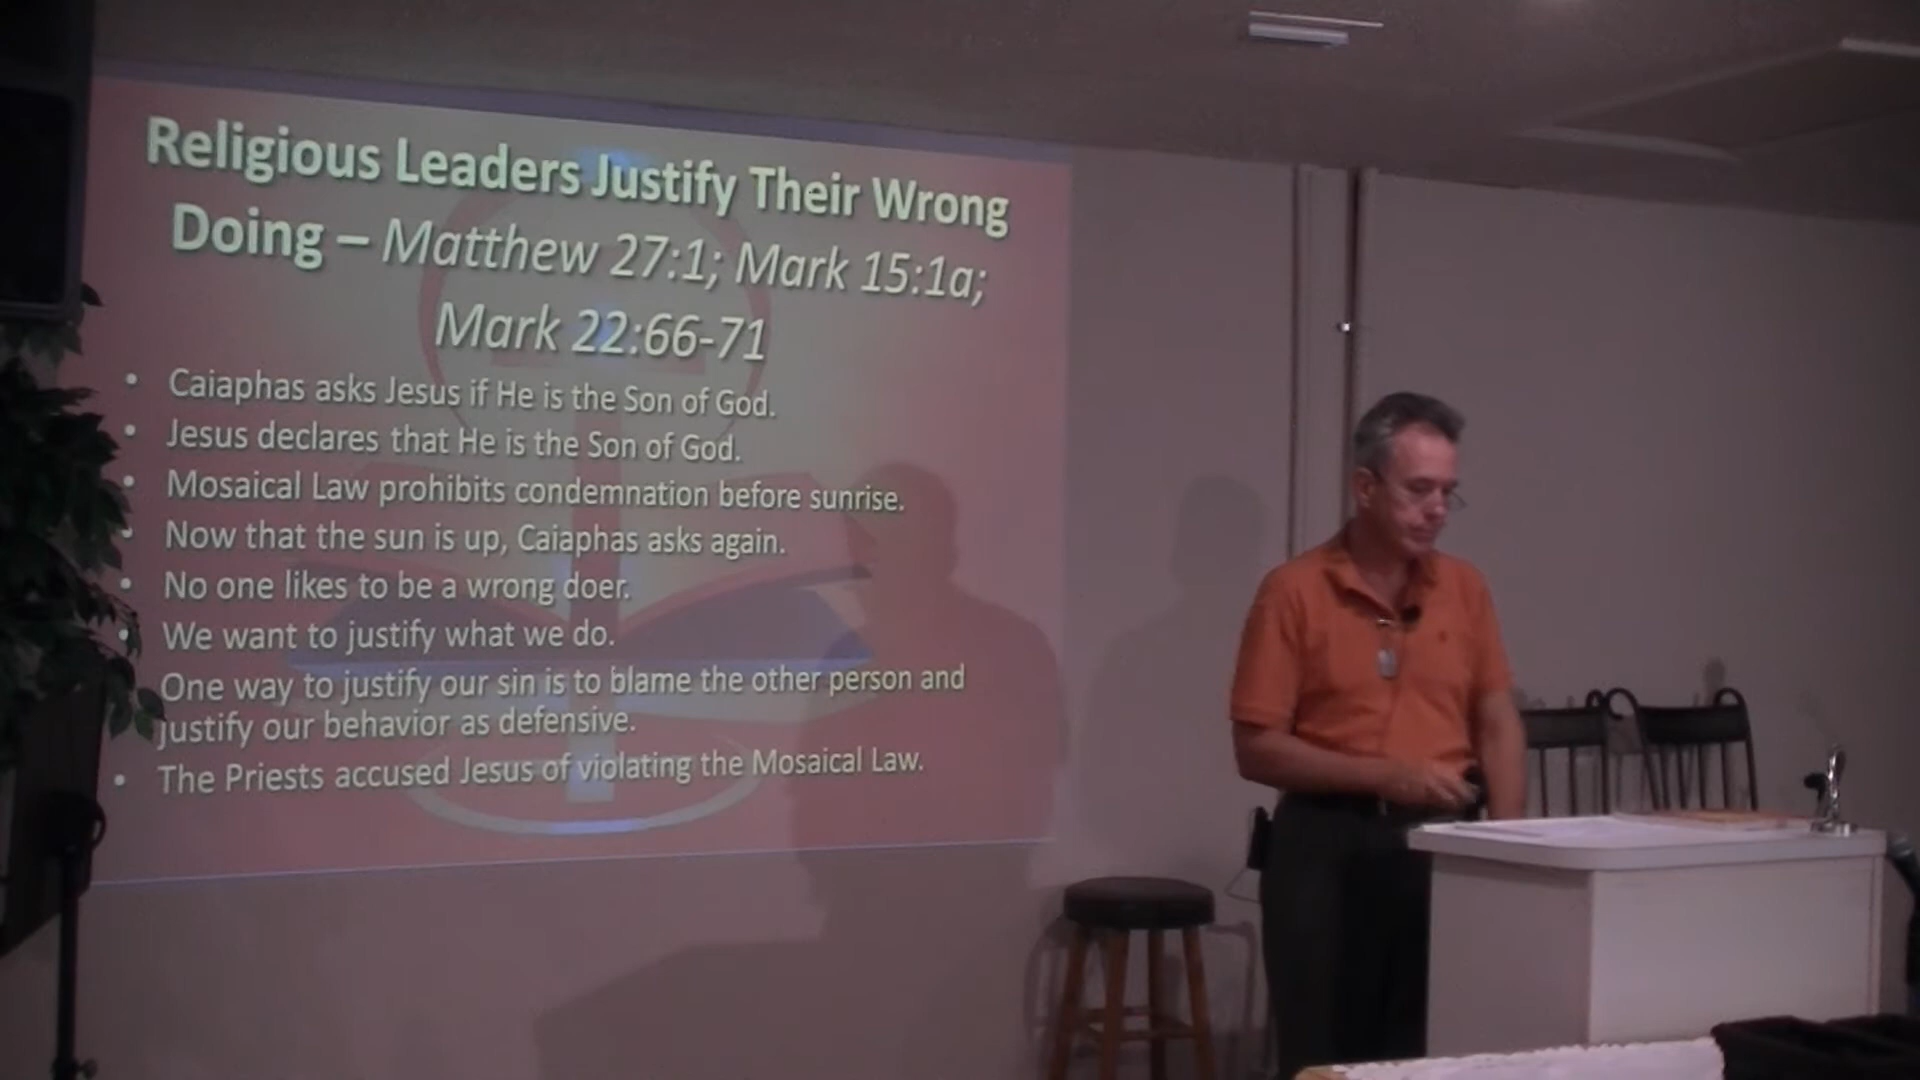 Religious Leaders Justify Their Wrong
Doing – Matthew 27:1; Mark 15:1a;
Mark 22:66-71
• Caiaphas asks Jesus if He is the Son of God.
• Jesus declares that He is the Son of God.
• Mosaical Law prohibits condemnation before sunrise.
• Now that the sun is up, Caiaphas asks again.
• No one likes to be a wrong doer.
• We want to justify what we do.
One way to justify our sin is to blame the other person and
justify our behavior as defensive.
• The Priests accused Jesus of violating the Mosaical Law.